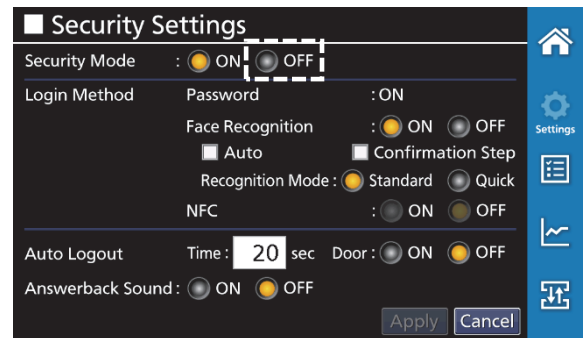 Security Settings
Security Mode : ON OFF
Login Method Password : ON
Face Recognition : ON OFF
Auto Confirmation Step
Recognition Mode : Standard Quick
NFC : ON OFF
Auto Logout Time : 20 sec Door : ON OFF
Answerback Sound : ON OFF
Apply Cancel
Settings